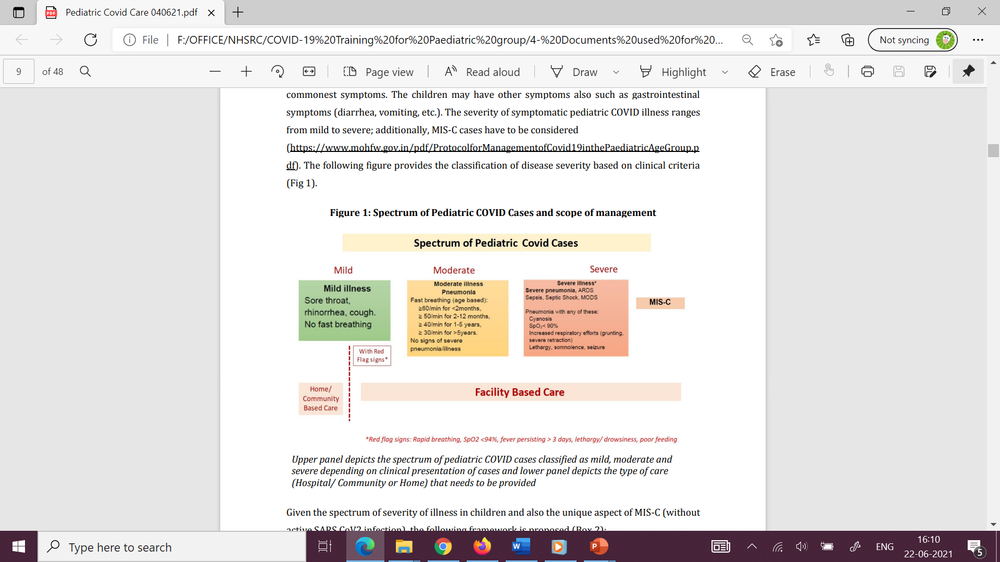 Pediatric Covid Care 040621.pdf
File
F:/OFFICE/NHSRC/COVID-19%20Training%20for%20Paediatric%20group/4-%20Documents%20used%20for%20...
Not syncing
9 of 48
Page view
Read aloud
Draw
Highlight
Erase
commonest symptoms. The children may have other symptoms also such as gastrointestinal
symptoms (diarrhea, vomiting, etc.). The severity of symptomatic pediatric COVID illness ranges
from mild to severe; additionally, MIS-C cases have to be considered
(https://www.mohfw.gov.in/pdf/ProtocolforManagementofCovid19inthePaediatricAgeGroup.p
df). The following figure provides the classification of disease severity based on clinical criteria
(Fig 1).
Figure 1: Spectrum of Pediatric COVID Cases and scope of management
Spectrum of Pediatric Covid Cases
Mild
Mild illness
Sore throat,
rhinorrhea, cough.
No fast breathing
Moderate
Moderate illness
Pneumonia
Fast breathing (age based):
≥60/min for <2months,
≥ 50/min for 2-12 months,
≥ 40/min for 1-5 years,
≥ 30/min for >5years.
No signs of severe
pneumonia/illness
Severe
Severe illness*
Severe pneumonia, ARDS
Sepsis, Septic Shock, MODS
Pneumonia with any of these:
Cyanosis
SpO₂< 90%
Increased respiratory efforts (grunting,
severe retraction)
Lethargy, somnolence, seizure
MIS-C
With Red
Flag signs*
Home/
Community
Based Care
Facility Based Care
*Red flag signs: Rapid breathing, SpO2 <94%, fever persisting > 3 days, lethargy/ drowsiness, poor feeding
Upper panel depicts the spectrum of pediatric COVID cases classified as mild, moderate and
severe depending on clinical presentation of cases and lower panel depicts the type of care
(Hospital/ Community or Home) that needs to be provided
Given the spectrum of severity of illness in children and also the unique aspect of MIS-C (without
active SARS CoV2 infection), the following framework is proposed (Box 2):
Type here to search
ENG
16:10
22-06-2021
5